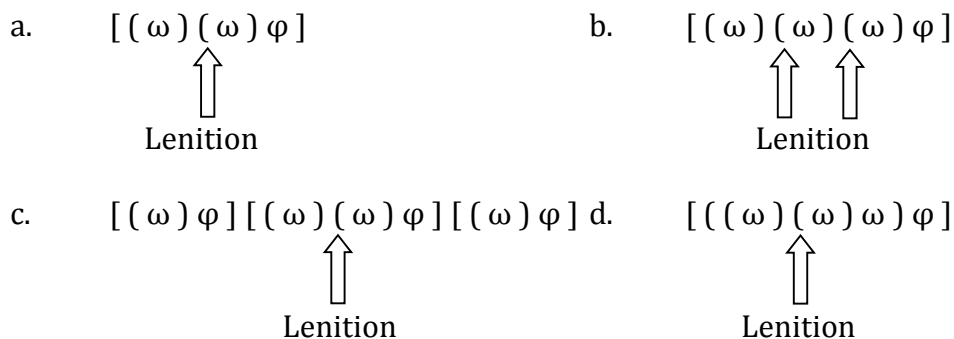 a. [ ( ω ) ( ω ) φ ] b. [ ( ω ) ( ω ) ( ω ) φ ]
Lenition Lenition
c. [ ( ω ) φ ] [ ( ω ) ( ω ) φ ] [ ( ω ) φ ] d. [ ( ( ω ) ( ω ) ω ) φ ]
Lenition Lenition